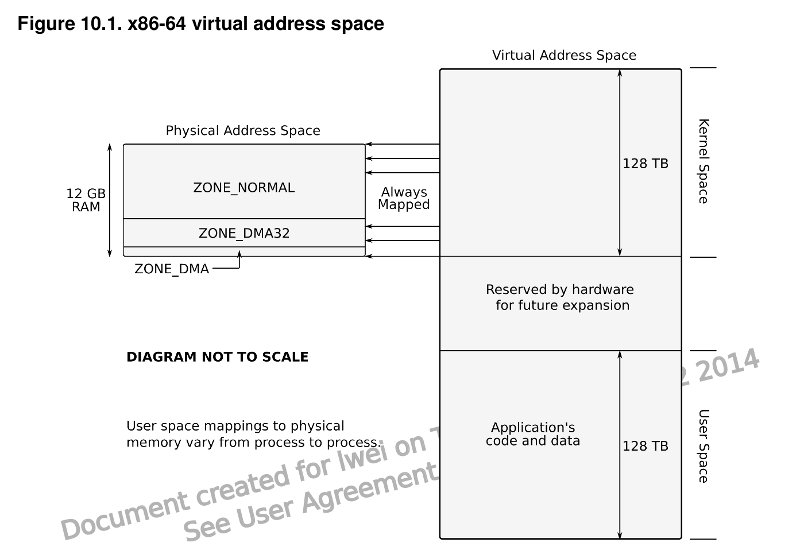 Figure 10.1. x86-64 virtual address space
Virtual Address Space
Physical Address Space
128 TB
Kernel Space
12 GB
RAM
ZONE_NORMAL
Always
Mapped
ZONE_DMA32
ZONE_DMA
Reserved by hardware
for future expansion
DIAGRAM NOT TO SCALE
User space mappings to physical
memory vary from process to process.
Application's
code and data
128 TB
User Space
Document created for lwei on
2014
See User Agreement